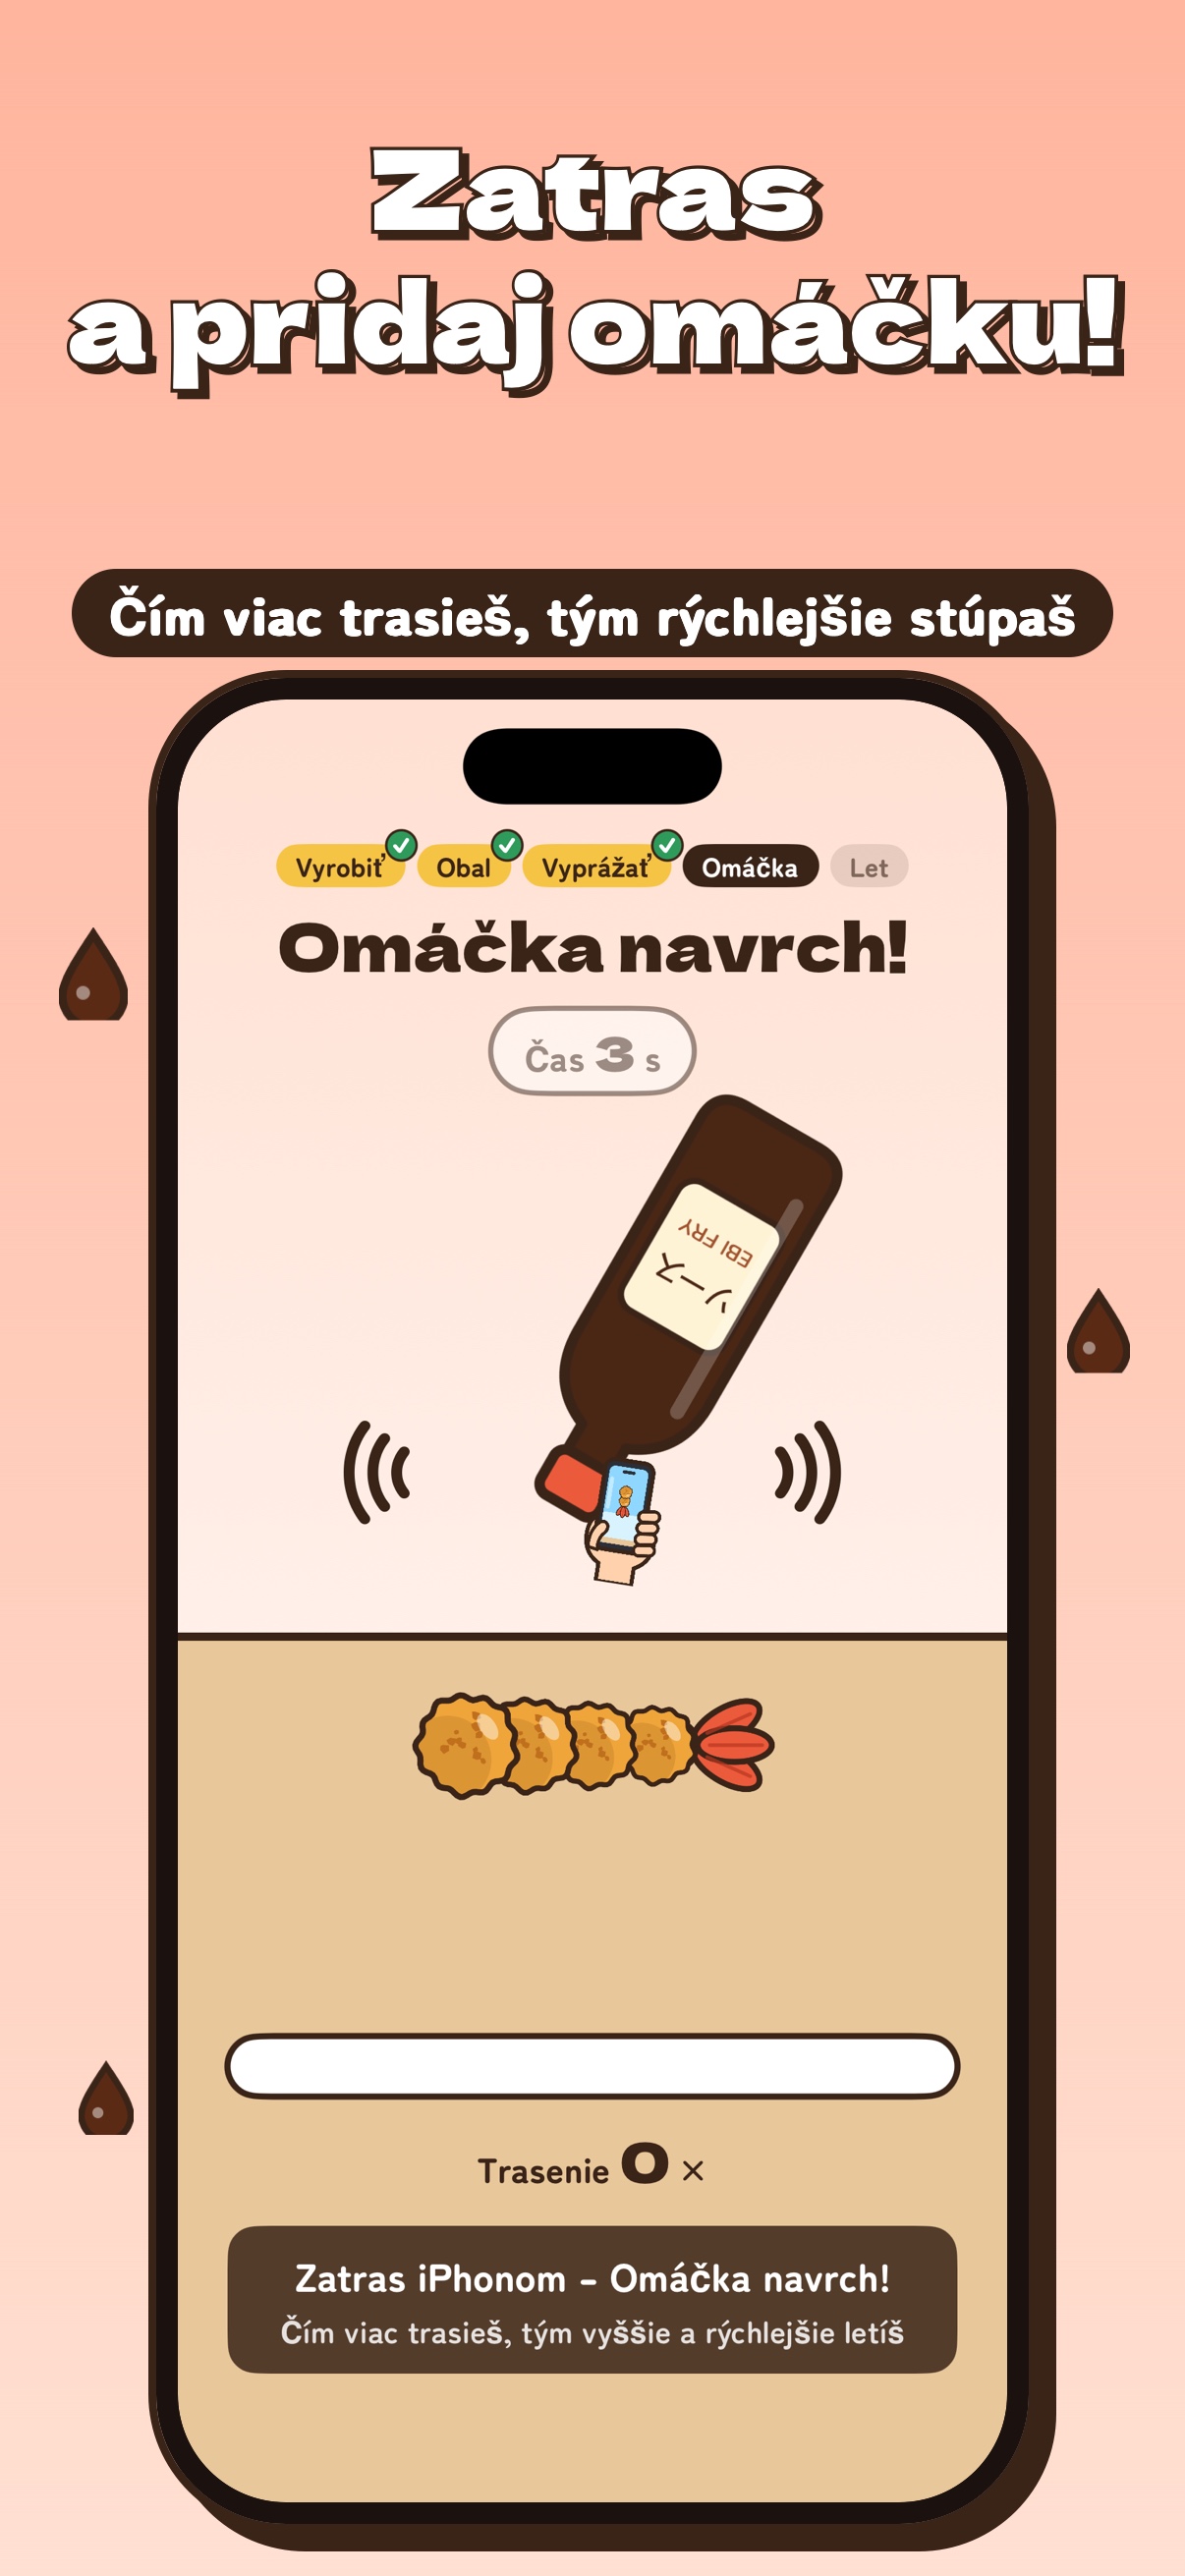 Zatras
a pridaj omáčku!
Čím viac trasieš, tým rýchlejšie stúpaš
Vyrobiť Obal Vyprážať Omáčka Let
Omáčka navrch!
Čas 3 s
EBI FRY
ソース
Trasenie 0 ×
Zatras iPhonom – Omáčka navrch!
Čím viac trasieš, tým vyššie a rýchlejšie letíš